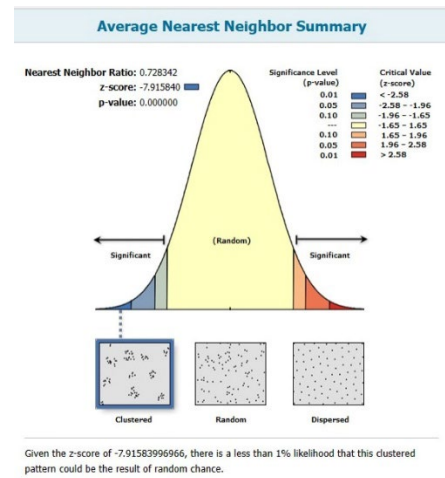 Average Nearest Neighbor Summary
Nearest Neighbor Ratio: 0.728342
z-score: -7.915840
p-value: 0.000000
Significance Level
(p-value)
Critical Value
(z-score)
0.01 < -2.58
0.05 -2.58 - -1.96
0.10 -1.96 - -1.65
--- -1.65 - 1.65
0.10 1.65 - 1.96
0.05 1.96 - 2.58
0.01 > 2.58
(Random)
Significant Significant
Clustered Random Dispersed
Given the z-score of -7.91583996966, there is a less than 1% likelihood that this clustered
pattern could be the result of random chance.